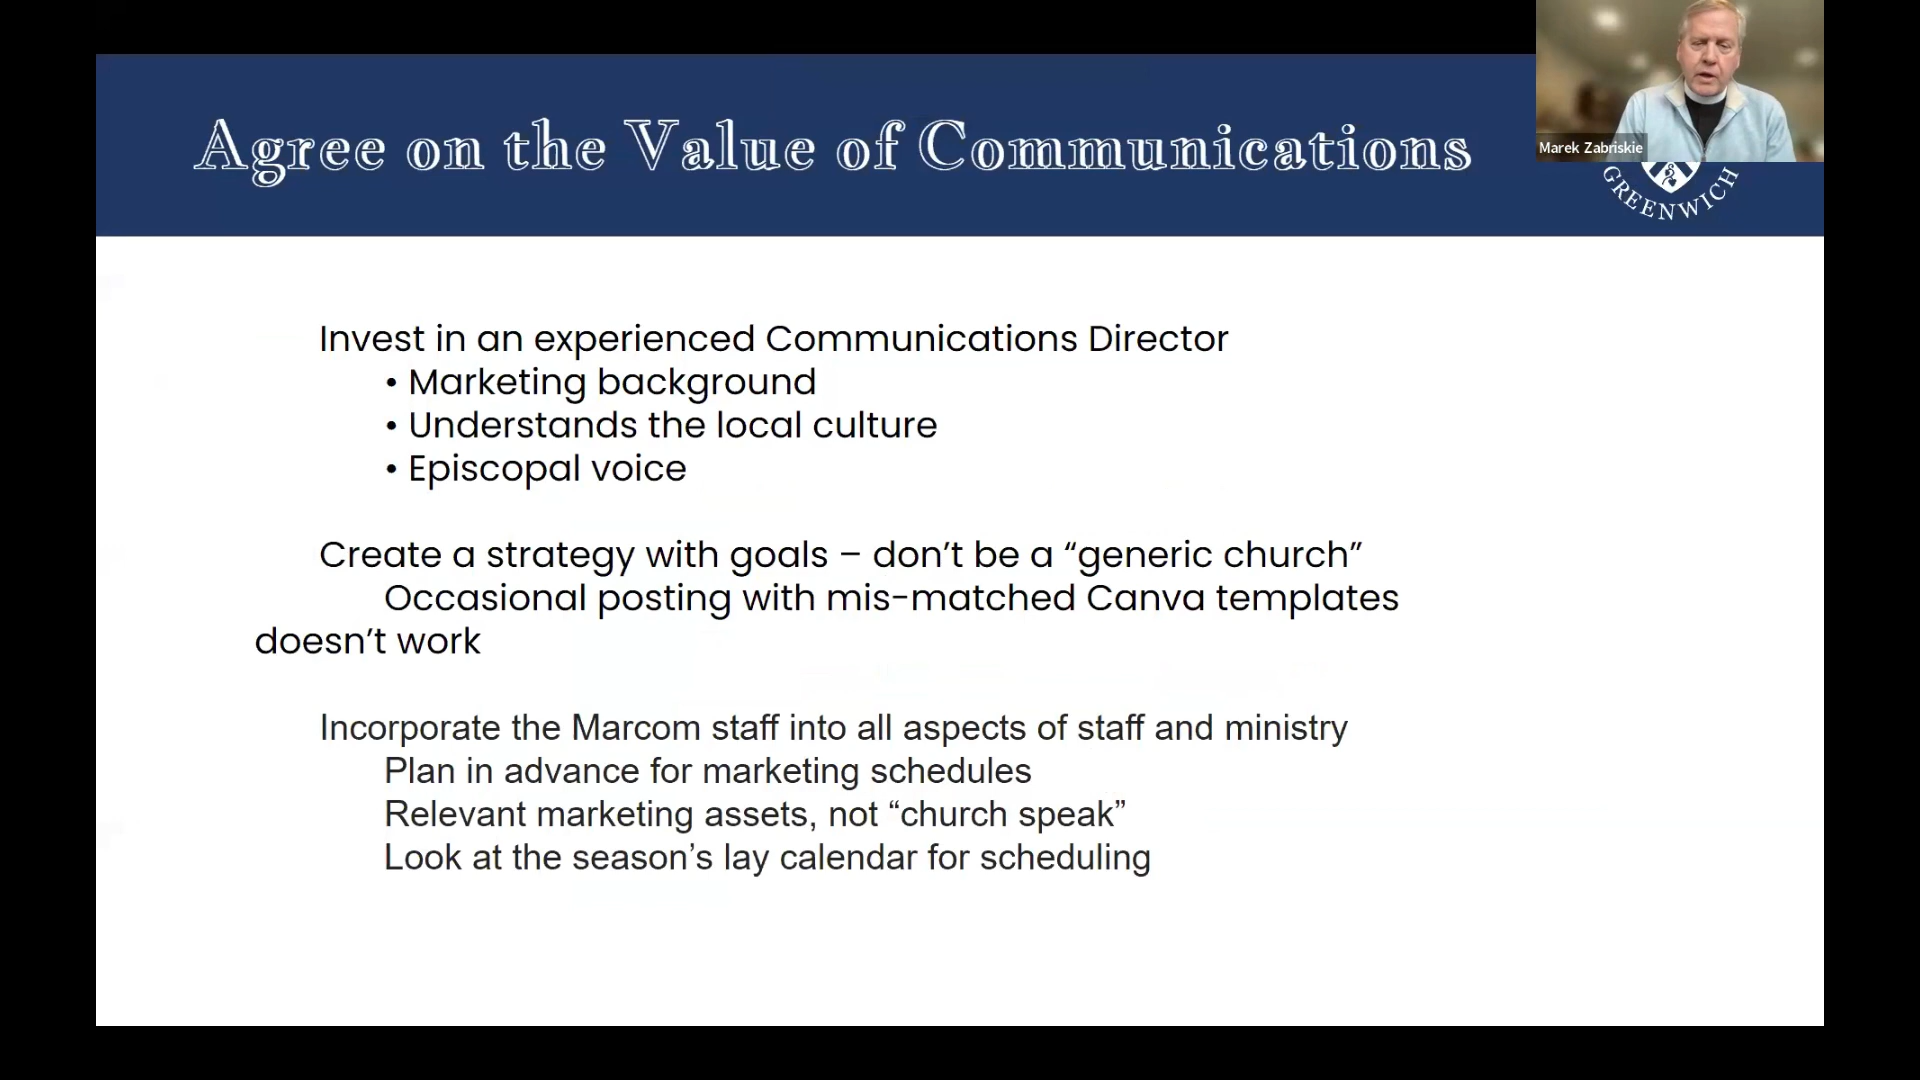 Agree on the Value of Communications
Marek Zabriskie
GREENWICH
Invest in an experienced Communications Director
• Marketing background
• Understands the local culture
• Episcopal voice
Create a strategy with goals – don’t be a “generic church”
Occasional posting with mis-matched Canva templates
doesn’t work
Incorporate the Marcom staff into all aspects of staff and ministry
Plan in advance for marketing schedules
Relevant marketing assets, not “church speak”
Look at the season’s lay calendar for scheduling